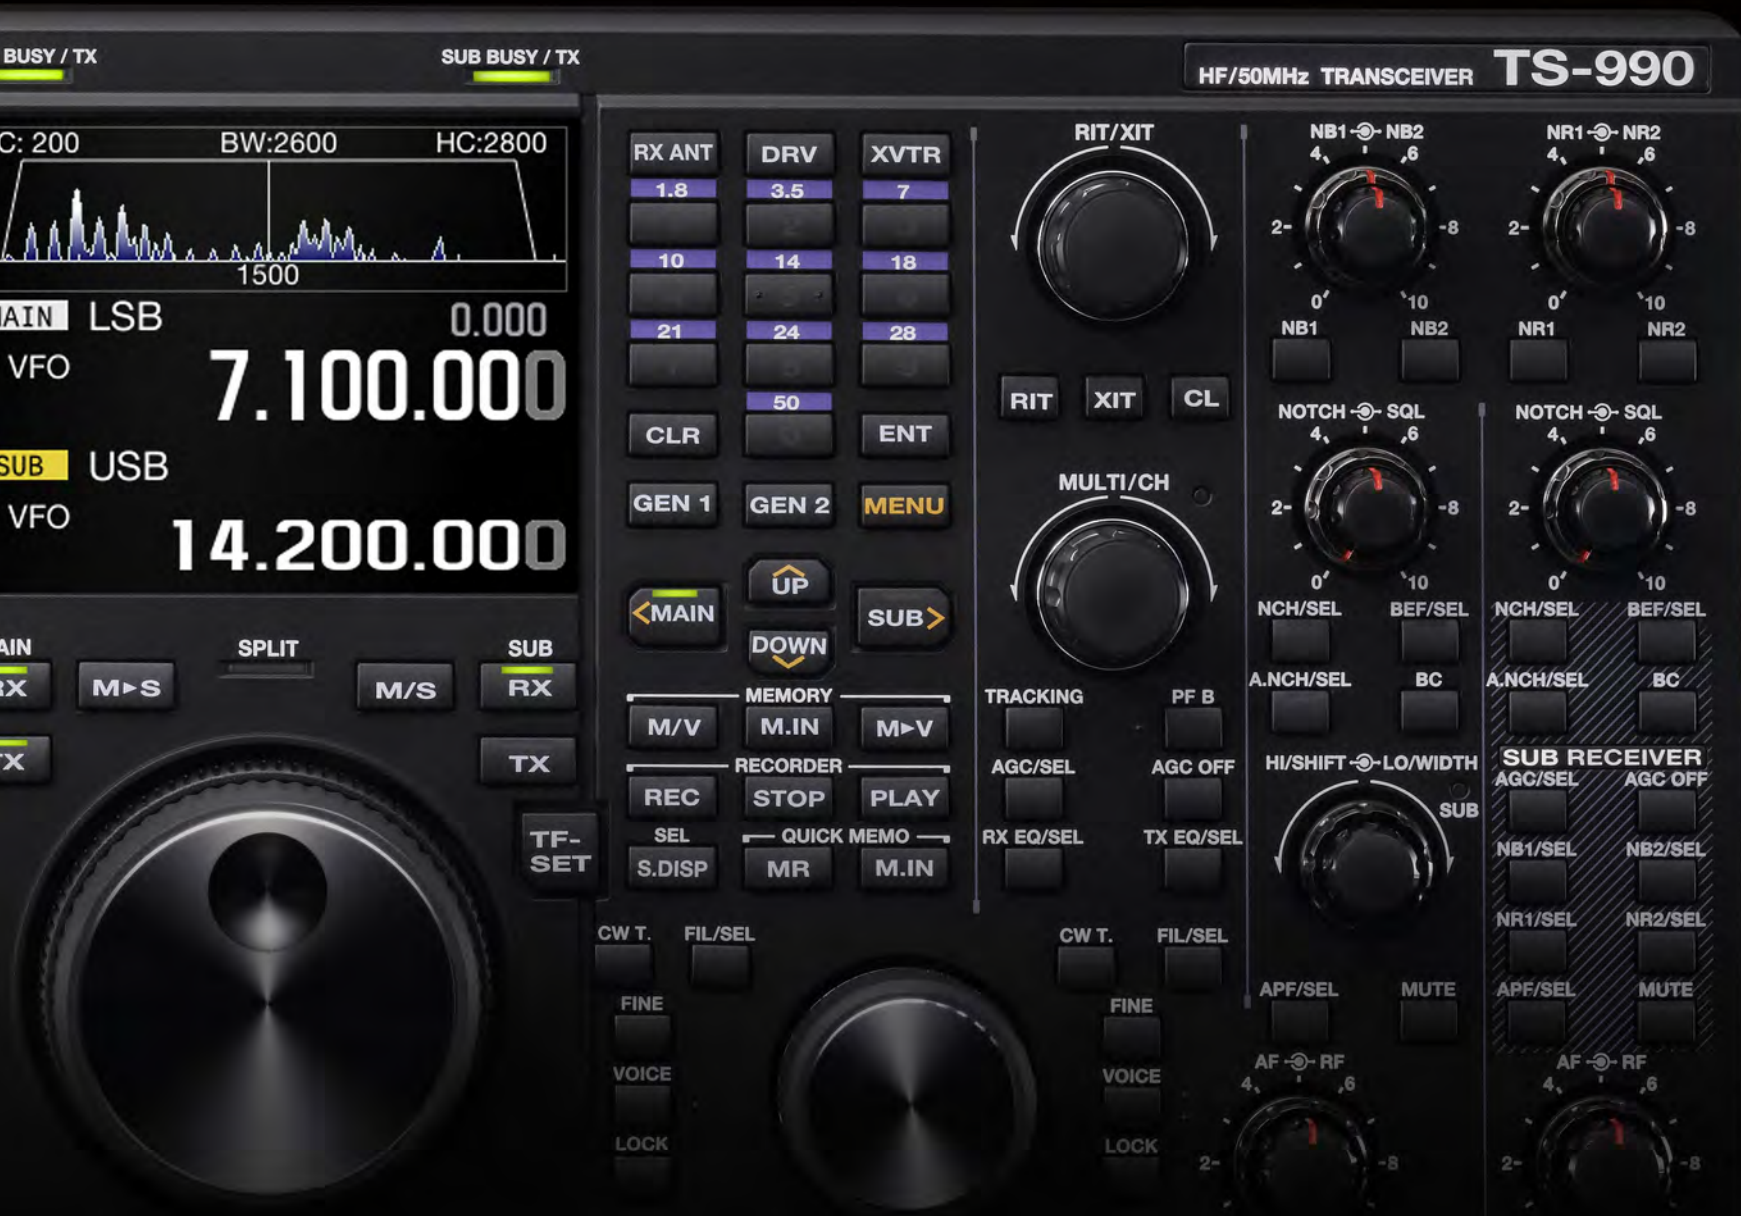 BUSY / TX
SUB BUSY / TX
HF/50MHz TRANSCEIVER TS-990
C: 200 BW:2600 HC:2800
1500
AIN LSB 0.000
VFO 7.100.000
SUB USB
VFO
14.200.000
AIN SPLIT SUB
RX M▸S M/S RX
TX TX
TF-
SET
RX ANT DRV XVTR
1.8 3.5 7
10 14 18
21 24 28
50
CLR ENT
GEN 1 GEN 2 MENU
UP
<MAIN SUB>
DOWN
MEMORY
M/V M.IN M▸V
RECORDER
REC STOP PLAY
SEL QUICK MEMO
S.DISP MR M.IN
CW T. FIL/SEL
FINE
VOICE
LOCK
RIT/XIT
RIT XIT CL
MULTI/CH
TRACKING PF B
AGC/SEL AGC OFF
RX EQ/SEL TX EQ/SEL
CW T. FIL/SEL
FINE
VOICE
LOCK
NB1 NB2
4 6
2 8
0 10
NB1 NB2
NOTCH SQL
4 6
2 8
0 10
NCH/SEL BEF/SEL
A.NCH/SEL BC
HI/SHIFT LO/WIDTH
SUB
APF/SEL MUTE
AF RF
4 6
2 8
NR1 NR2
4 6
2 8
0 10
NR1 NR2
NOTCH SQL
4 6
2 8
0 10
NCH/SEL BEF/SEL
A.NCH/SEL BC
SUB RECEIVER
AGC/SEL AGC OFF
NB1/SEL NB2/SEL
NR1/SEL NR2/SEL
APF/SEL MUTE
AF RF
4 6
2 8